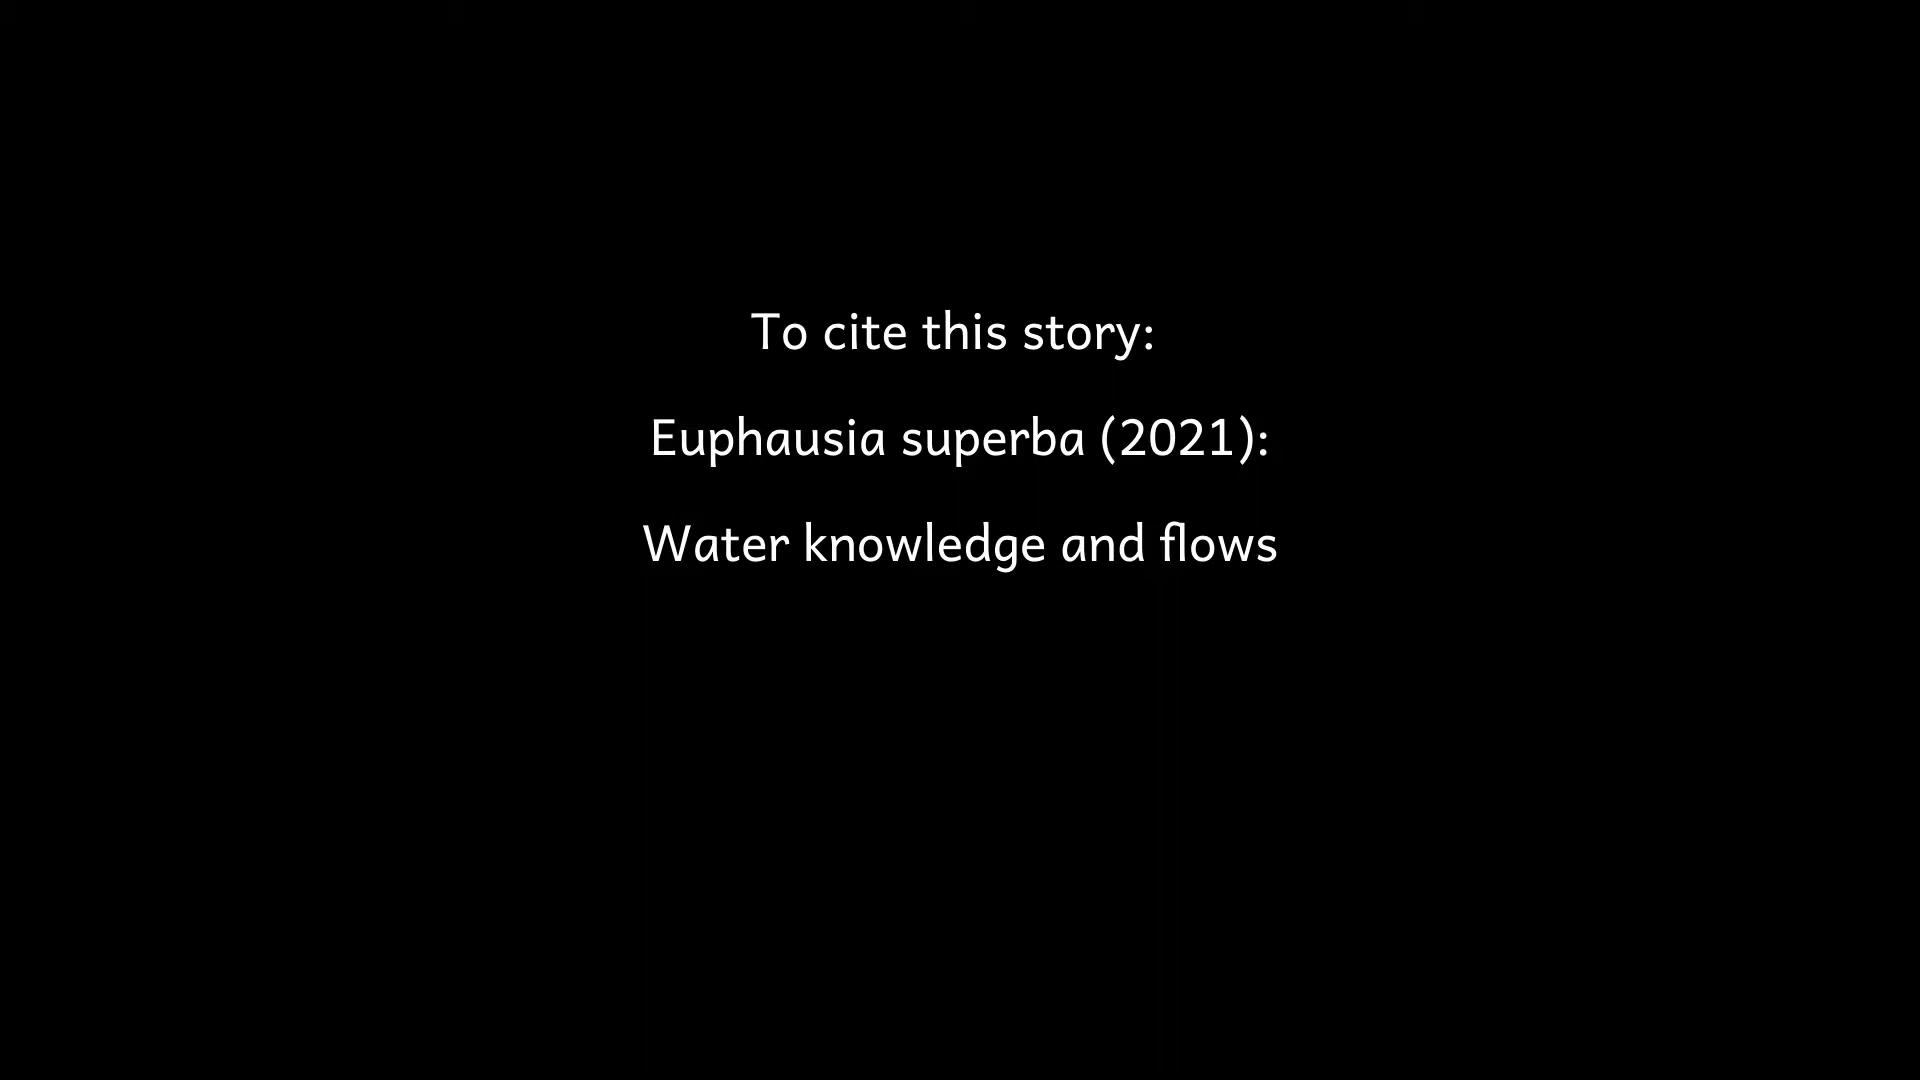 To cite this story:
Euphausia superba (2021):
Water knowledge and flows